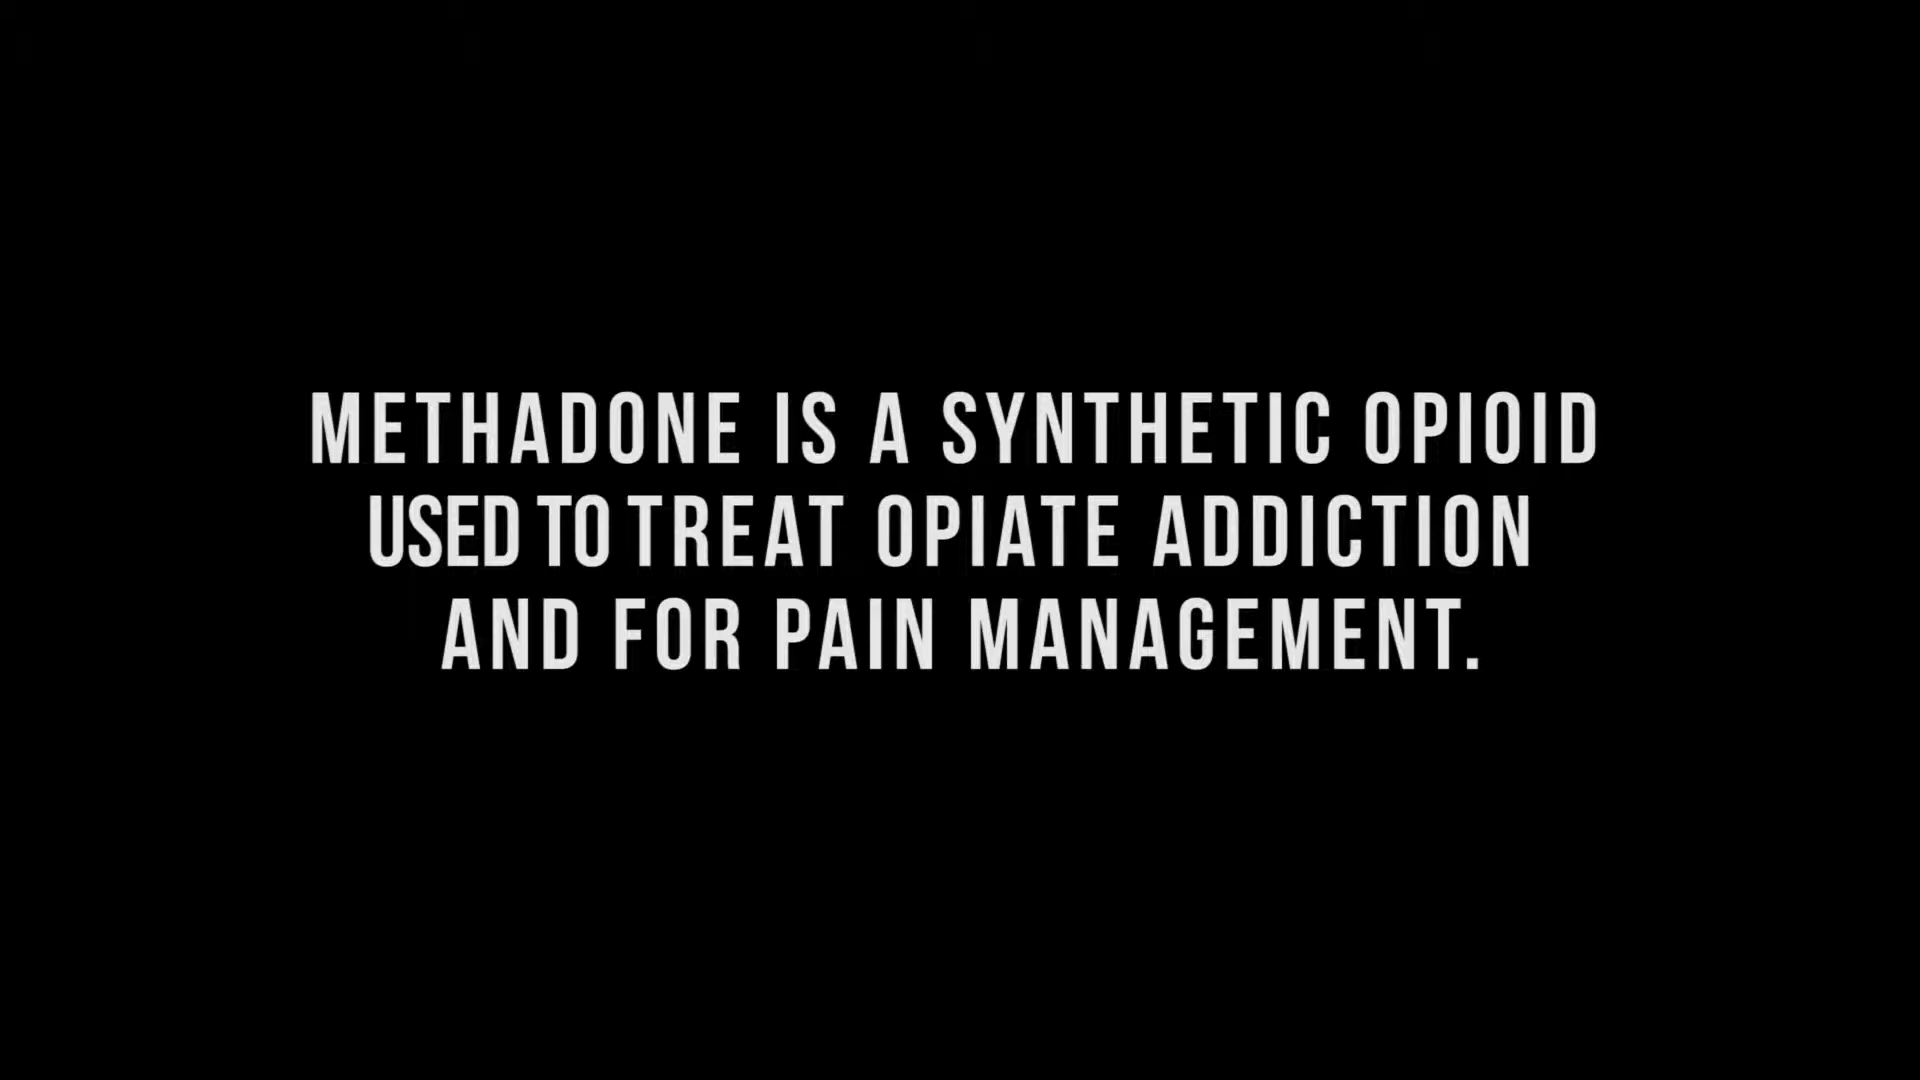 METHADONE IS A SYNTHETIC OPIOID
USED TO TREAT OPIATE ADDICTION
AND FOR PAIN MANAGEMENT.